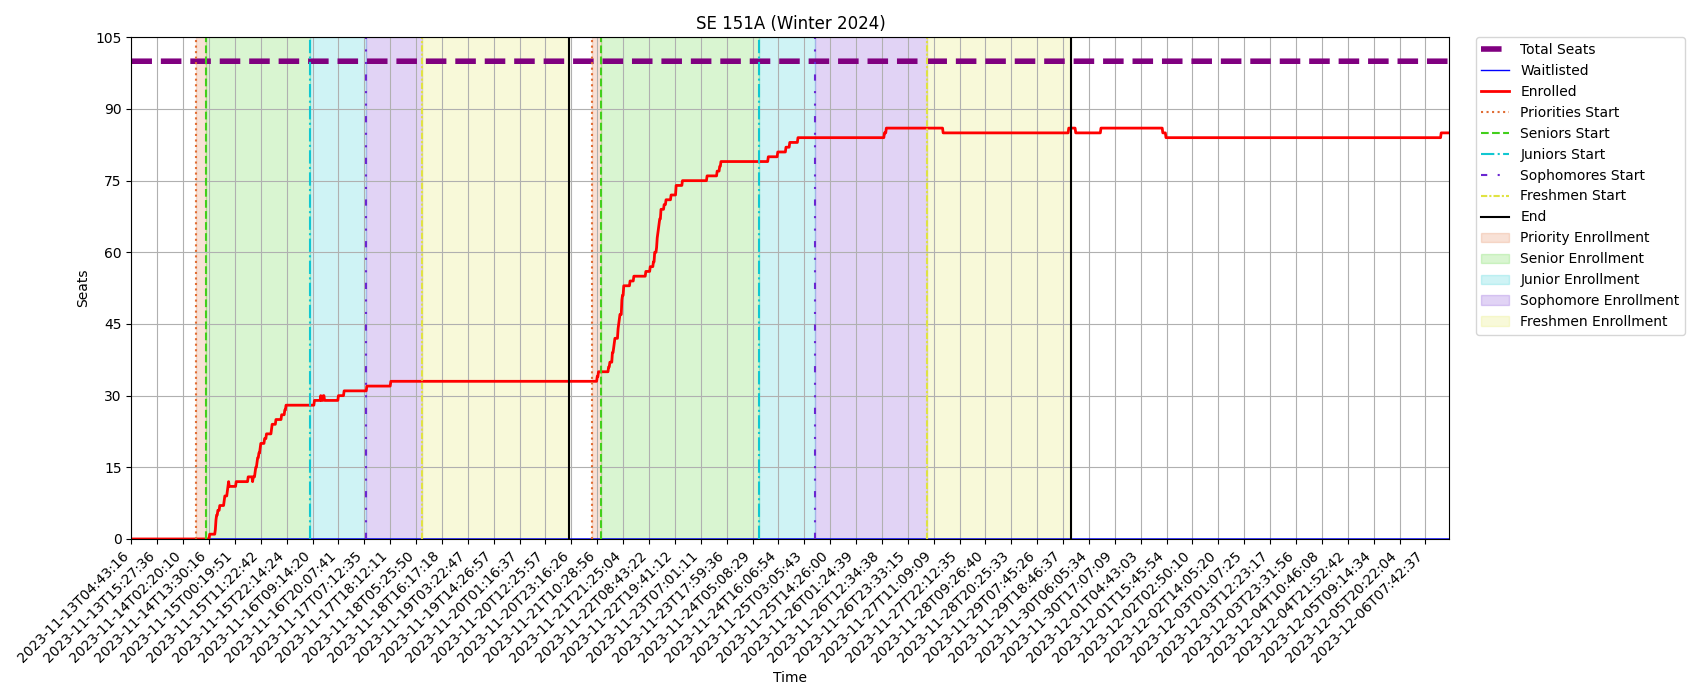 SE 151A (Winter 2024)
105
90
75
60
45
30
15
0
Seats
2023-11-13T04:43:16
2023-11-13T15:27:36
2023-11-14T02:20:10
2023-11-14T13:30:16
2023-11-15T00:19:51
2023-11-15T11:22:42
2023-11-15T22:14:24
2023-11-16T09:14:20
2023-11-16T20:07:41
2023-11-17T07:12:35
2023-11-17T18:12:11
2023-11-18T05:25:50
2023-11-18T16:17:18
2023-11-19T03:22:47
2023-11-19T14:26:57
2023-11-20T01:16:37
2023-11-20T12:25:57
2023-11-20T23:16:26
2023-11-21T10:28:56
2023-11-21T21:25:04
2023-11-22T08:43:22
2023-11-22T19:41:12
2023-11-23T07:01:11
2023-11-23T17:59:36
2023-11-24T05:08:29
2023-11-24T16:06:54
2023-11-25T03:05:43
2023-11-25T14:26:00
2023-11-26T01:24:39
2023-11-26T12:34:38
2023-11-26T23:33:15
2023-11-27T11:09:09
2023-11-27T22:12:35
2023-11-28T09:26:40
2023-11-28T20:25:33
2023-11-29T07:45:26
2023-11-29T18:46:37
2023-11-30T06:05:34
2023-11-30T17:07:09
2023-12-01T04:43:03
2023-12-01T15:45:54
2023-12-02T02:50:10
2023-12-02T14:05:20
2023-12-03T01:07:25
2023-12-03T12:23:17
2023-12-03T23:31:56
2023-12-04T10:46:08
2023-12-04T21:52:42
2023-12-05T09:14:34
2023-12-05T20:22:04
2023-12-06T07:42:37
Time
Total Seats
Waitlisted
Enrolled
Priorities Start
Seniors Start
Juniors Start
Sophomores Start
Freshmen Start
End
Priority Enrollment
Senior Enrollment
Junior Enrollment
Sophomore Enrollment
Freshmen Enrollment